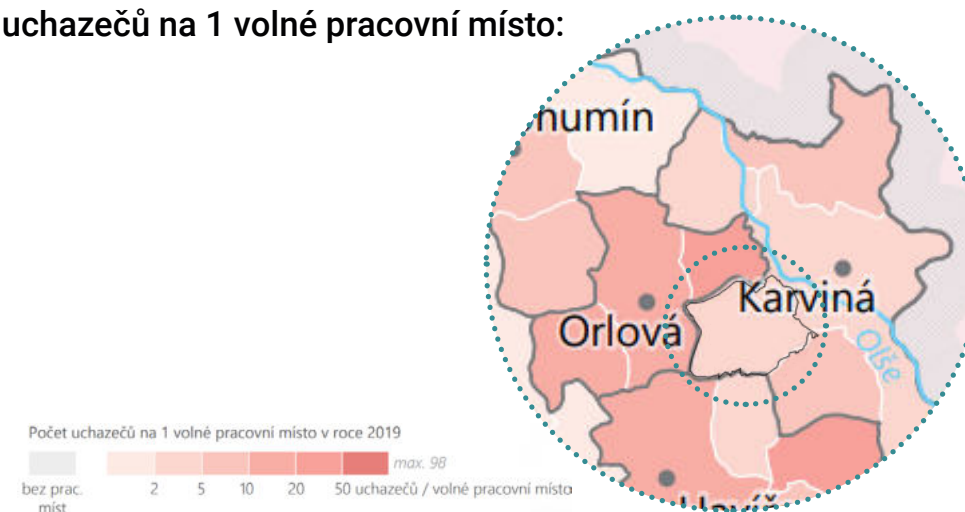 uchazečů na 1 volné pracovní místo:
numín
Karviná
Orlová
Olše
Počet uchazečů na 1 volné pracovní místo v roce 2019
max. 98
bez prac. míst
2 5 10 20 50 uchazečů / volné pracovní místo